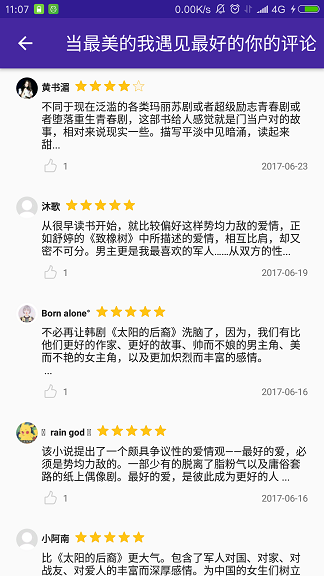 11:07
0.00K/s 4G
当最美的我遇见最好的你的评论
黄书湄
不同于现在泛滥的各类玛丽苏剧或者超级励志青春剧或
者堕落重生青春剧，这部书给人感觉就是门当户对的故
事，相对来说现实一些。描写平淡中见暗涌，读起来
甜...
1 2017-06-23
沐歌
从很早读书开始，就比较偏好这样势均力敌的爱情，正
如舒婷的《致橡树》中所描述的爱情，相互比肩，却又
密不可分。男主更是我最喜欢的军人……从双方的性...
1 2017-06-19
Born alone°
不必再让韩剧《太阳的后裔》洗脑了，因为，我们有比
他们更好的作家、更好的故事、帅而不娘的男主角、美
而不艳的女主角，以及更加炽烈而丰富的感情。
...
1 2017-06-16
rain god
该小说提出了一个颇具争议性的爱情观——最好的爱，必
须是势均力敌的。一部少有的脱离了脂粉气以及庸俗套
路的纸上偶像剧。最好的爱，是彼此成为更好的人 ...
1 2017-06-16
小阿南
比《太阳的后裔》更大气。包含了军人对国、对家、对
战友、对爱人的丰富而深厚感情。为中国的女生们树立